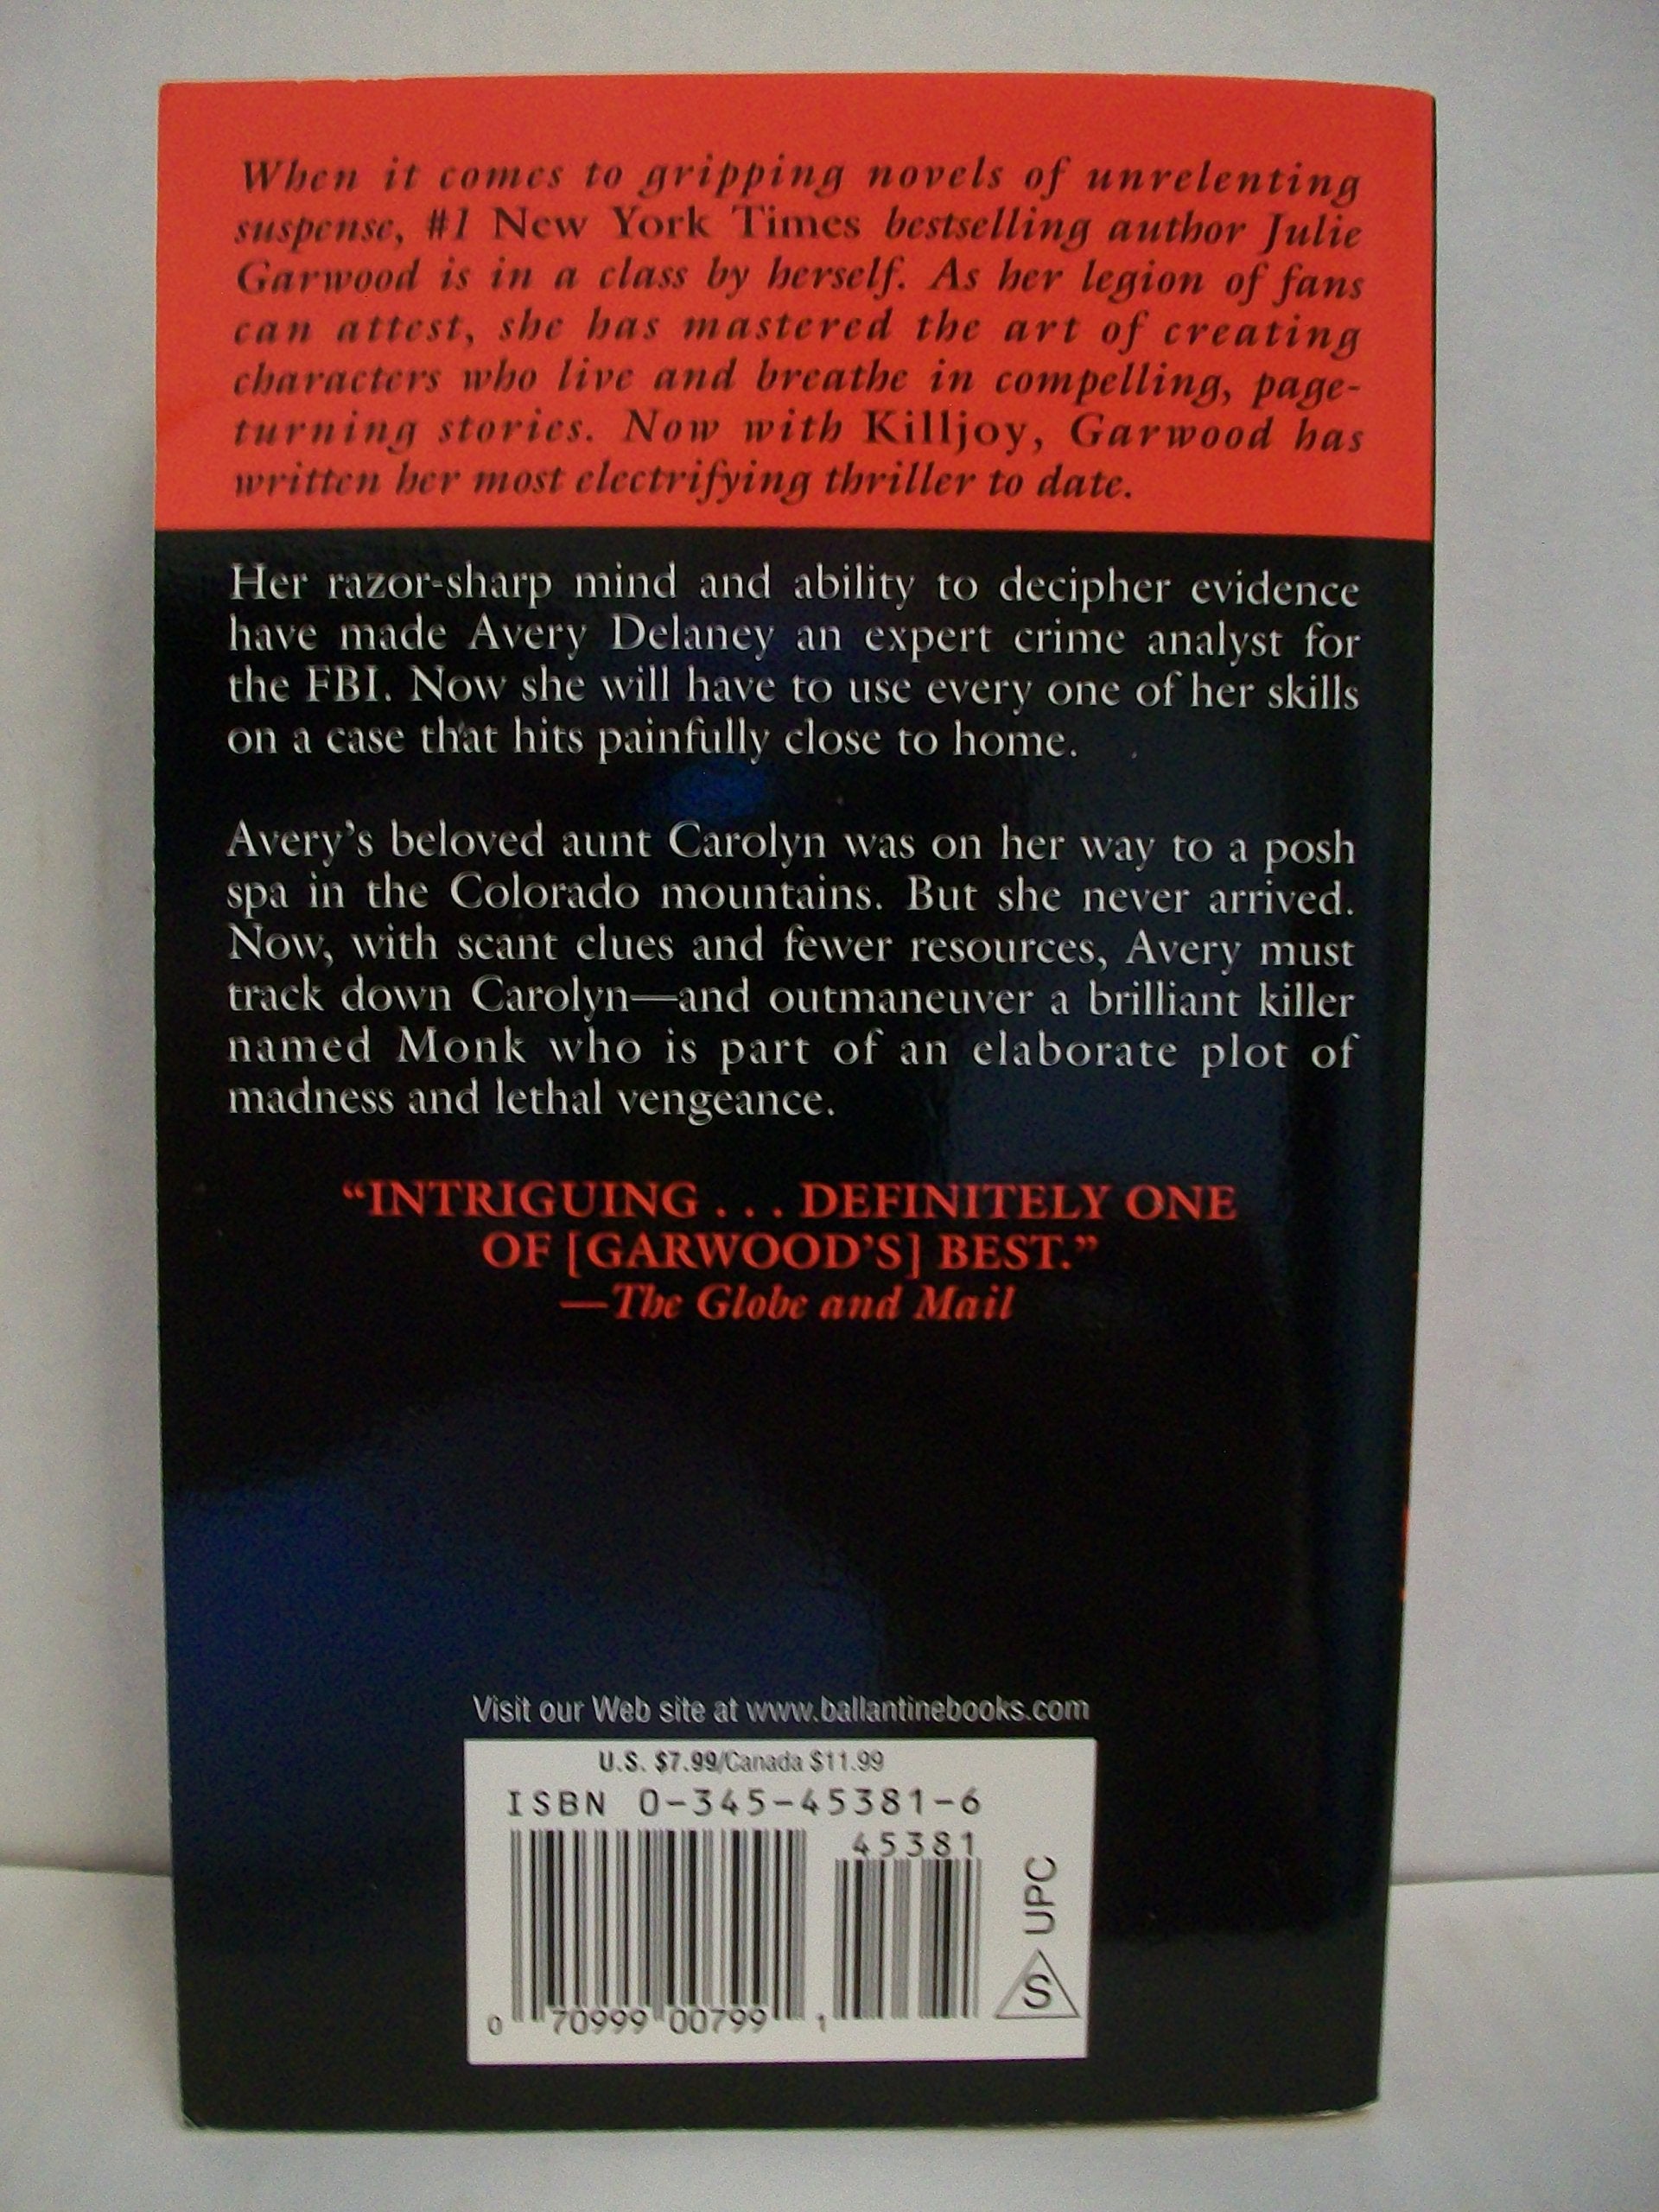 When it comes to gripping novels of unrelenting
suspense, #1 New York Times bestselling author Julie
Garwood is in a class by herself. As her legion of fans
can attest, she has mastered the art of creating
characters who live and breathe in compelling, page-
turning stories. Now with Killjoy, Garwood has
written her most electrifying thriller to date.
Her razor-sharp mind and ability to decipher evidence
have made Avery Delaney an expert crime analyst for
the FBI. Now she will have to use every one of her skills
on a case that hits painfully close to home.
Avery's beloved aunt Carolyn was on her way to a posh
spa in the Colorado mountains. But she never arrived.
Now, with scant clues and fewer resources, Avery must
track down Carolyn—and outmaneuver a brilliant killer
named Monk who is part of an elaborate plot of
madness and lethal vengeance.
“INTRIGUING . . . DEFINITELY ONE
OF [GARWOOD'S] BEST.”
—The Globe and Mail
Visit our Web site at www.ballantinebooks.com
U.S. $7.99/Canada $11.99
ISBN 0-345-45381-6
45381
0 70999 00799 1
S UPC